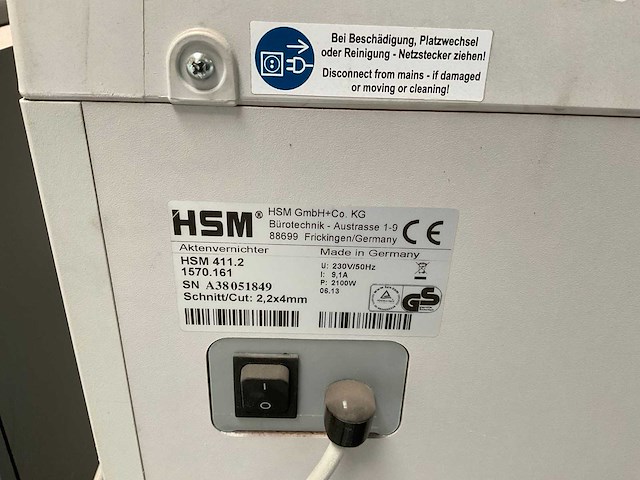 Bei Beschädigung, Platzwechsel
oder Reinigung - Netzstecker ziehen!
Disconnect from mains - if damaged
or moving or cleaning!
HSM® HSM GmbH+Co. KG
Bürotechnik - Austrasse 1-9
88699 Frickingen/Germany CE
Aktenvernichter Made in Germany
HSM 411.2 U: 230V/50Hz
1570.161 I: 9,1A
SN A38051849 P: 2100W
06.13
Schnitt/Cut: 2,2x4mm
GS